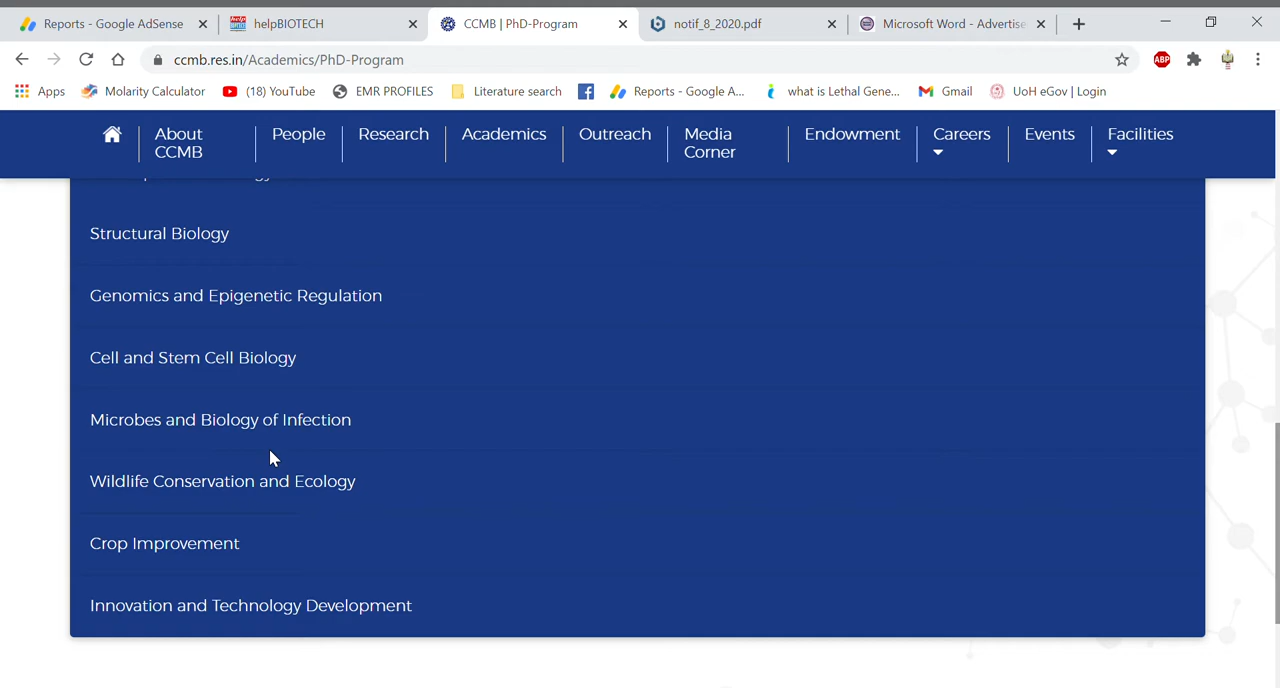 Reports - Google AdSense
helpBIOTECH
CCMB | PhD-Program
notif_8_2020.pdf
Microsoft Word - Advertise
ccmb.res.in/Academics/PhD-Program
ABP
Apps
Molarity Calculator
(18) YouTube
EMR PROFILES
Literature search
Reports - Google A...
what is Lethal Gene...
Gmail
UoH eGov | Login
About CCMB
People
Research
Academics
Outreach
Media Corner
Endowment
Careers
Events
Facilities
Structural Biology
Genomics and Epigenetic Regulation
Cell and Stem Cell Biology
Microbes and Biology of Infection
Wildlife Conservation and Ecology
Crop Improvement
Innovation and Technology Development